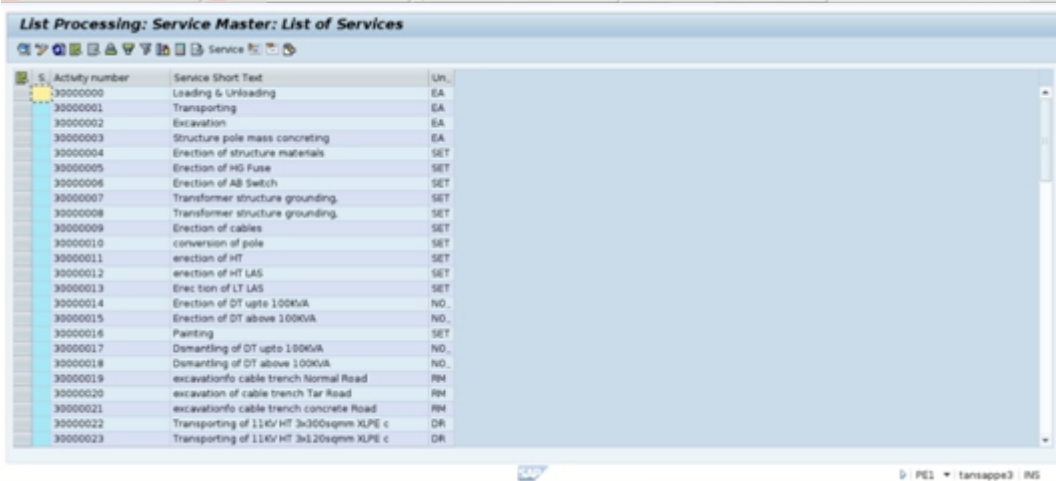 List Processing: Service Master: List of Services
Service
S. Activity number Service Short Text Un..
30000000 Loading & Unloading EA
30000001 Transporting EA
30000002 Excavation EA
30000003 Structure pole mass concreting EA
30000004 Erection of structure materials SET
30000005 Erection of HG Fuse SET
30000006 Erection of AB Switch SET
30000007 Transformer structure grounding, SET
30000008 Transformer structure grounding, SET
30000009 Erection of cables SET
30000010 conversion of pole SET
30000011 erection of HT SET
30000012 erection of HT LAS SET
30000013 Erec tion of LT LAS SET
30000014 Erection of DT upto 100KVA NO..
30000015 Erection of DT above 100KVA NO..
30000016 Painting SET
30000017 Dsmantling of DT upto 100KVA NO..
30000018 Dsmantling of DT above 100KVA NO..
30000019 excavationfo cable trench Normal Road RM
30000020 excavation of cable trench Tar Road RM
30000021 excavationfo cable trench concrete Road RM
30000022 Transporting of 11KV HT 3x300sqmm XLPE c DR
30000023 Transporting of 11KV HT 3x120sqmm XLPE c DR
SAP PE1 tansappe3 INS